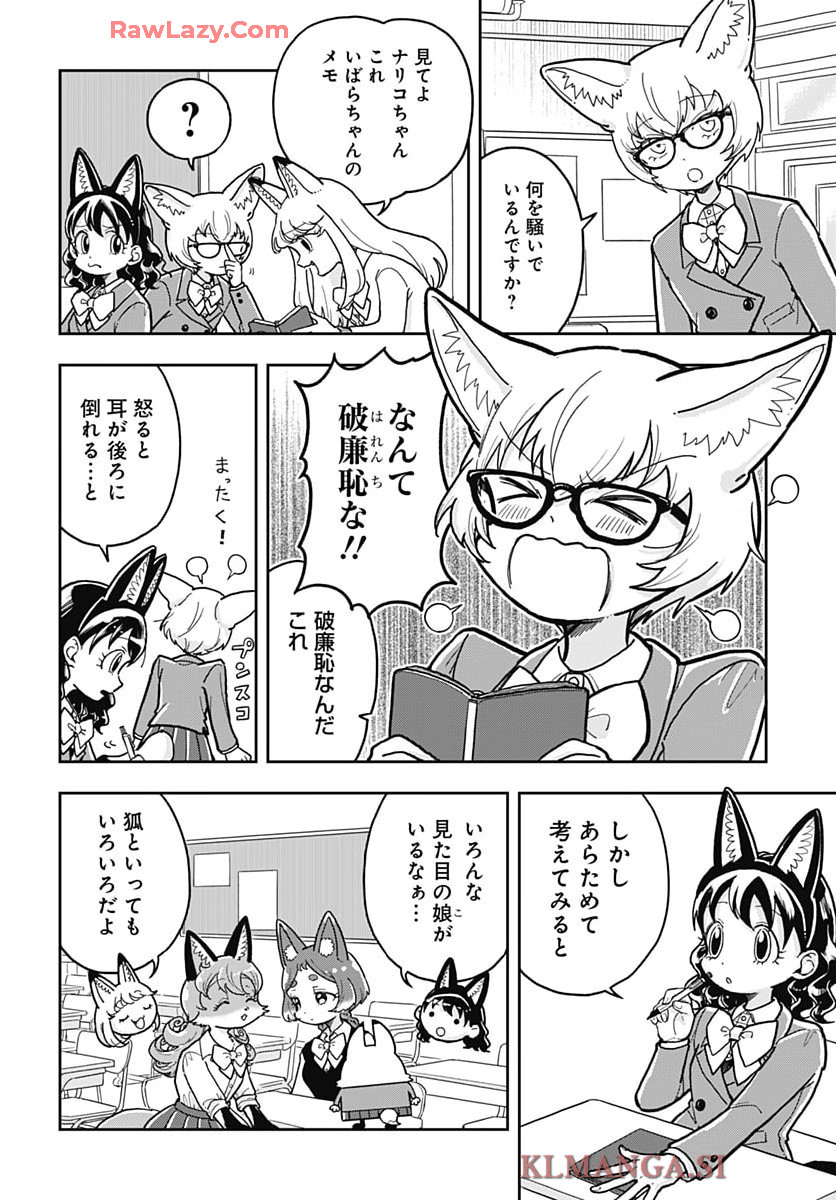 RawLazy.Com
何を騒いで
いるんですか?
見てよ
ナリコちゃん
これ
いばらちゃんの
メモ
?
なんて
破廉恥な!!
はれんち
破廉恥なんだ
これ
まったく!
プンスコ
怒ると
耳が後ろに
倒れる…と
しかし
あらためて
考えてみると
いろんな
見た目の娘が
こ
いるなぁ…
狐といっても
いろいろだよ
KLMANGA.SI